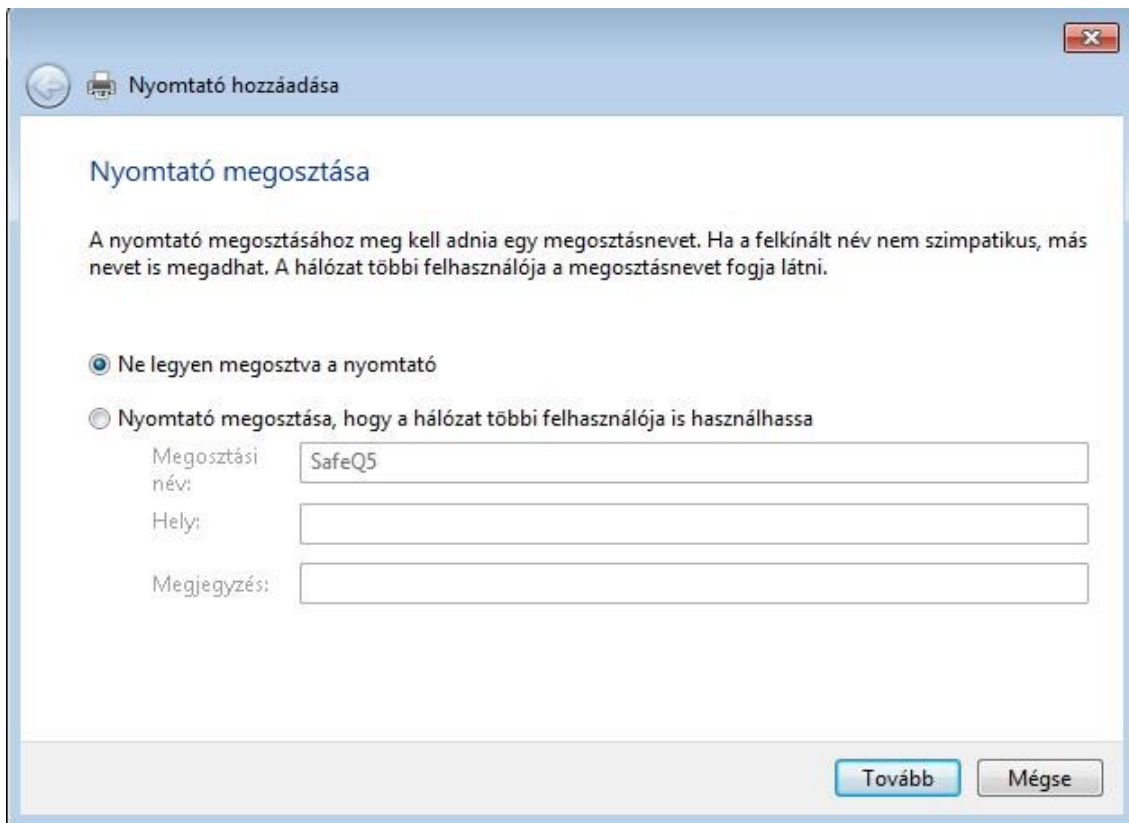 Nyomtató hozzáadása
Nyomtató megosztása
A nyomtató megosztásához meg kell adnia egy megosztásnevet. Ha a felkínált név nem szimpatikus, más
nevet is megadhat. A hálózat többi felhasználója a megosztásnevet fogja látni.
Ne legyen megosztva a nyomtató
Nyomtató megosztása, hogy a hálózat többi felhasználója is használhassa
Megosztási
név:
SafeQ5
Hely:
Megjegyzés:
Tovább
Mégse